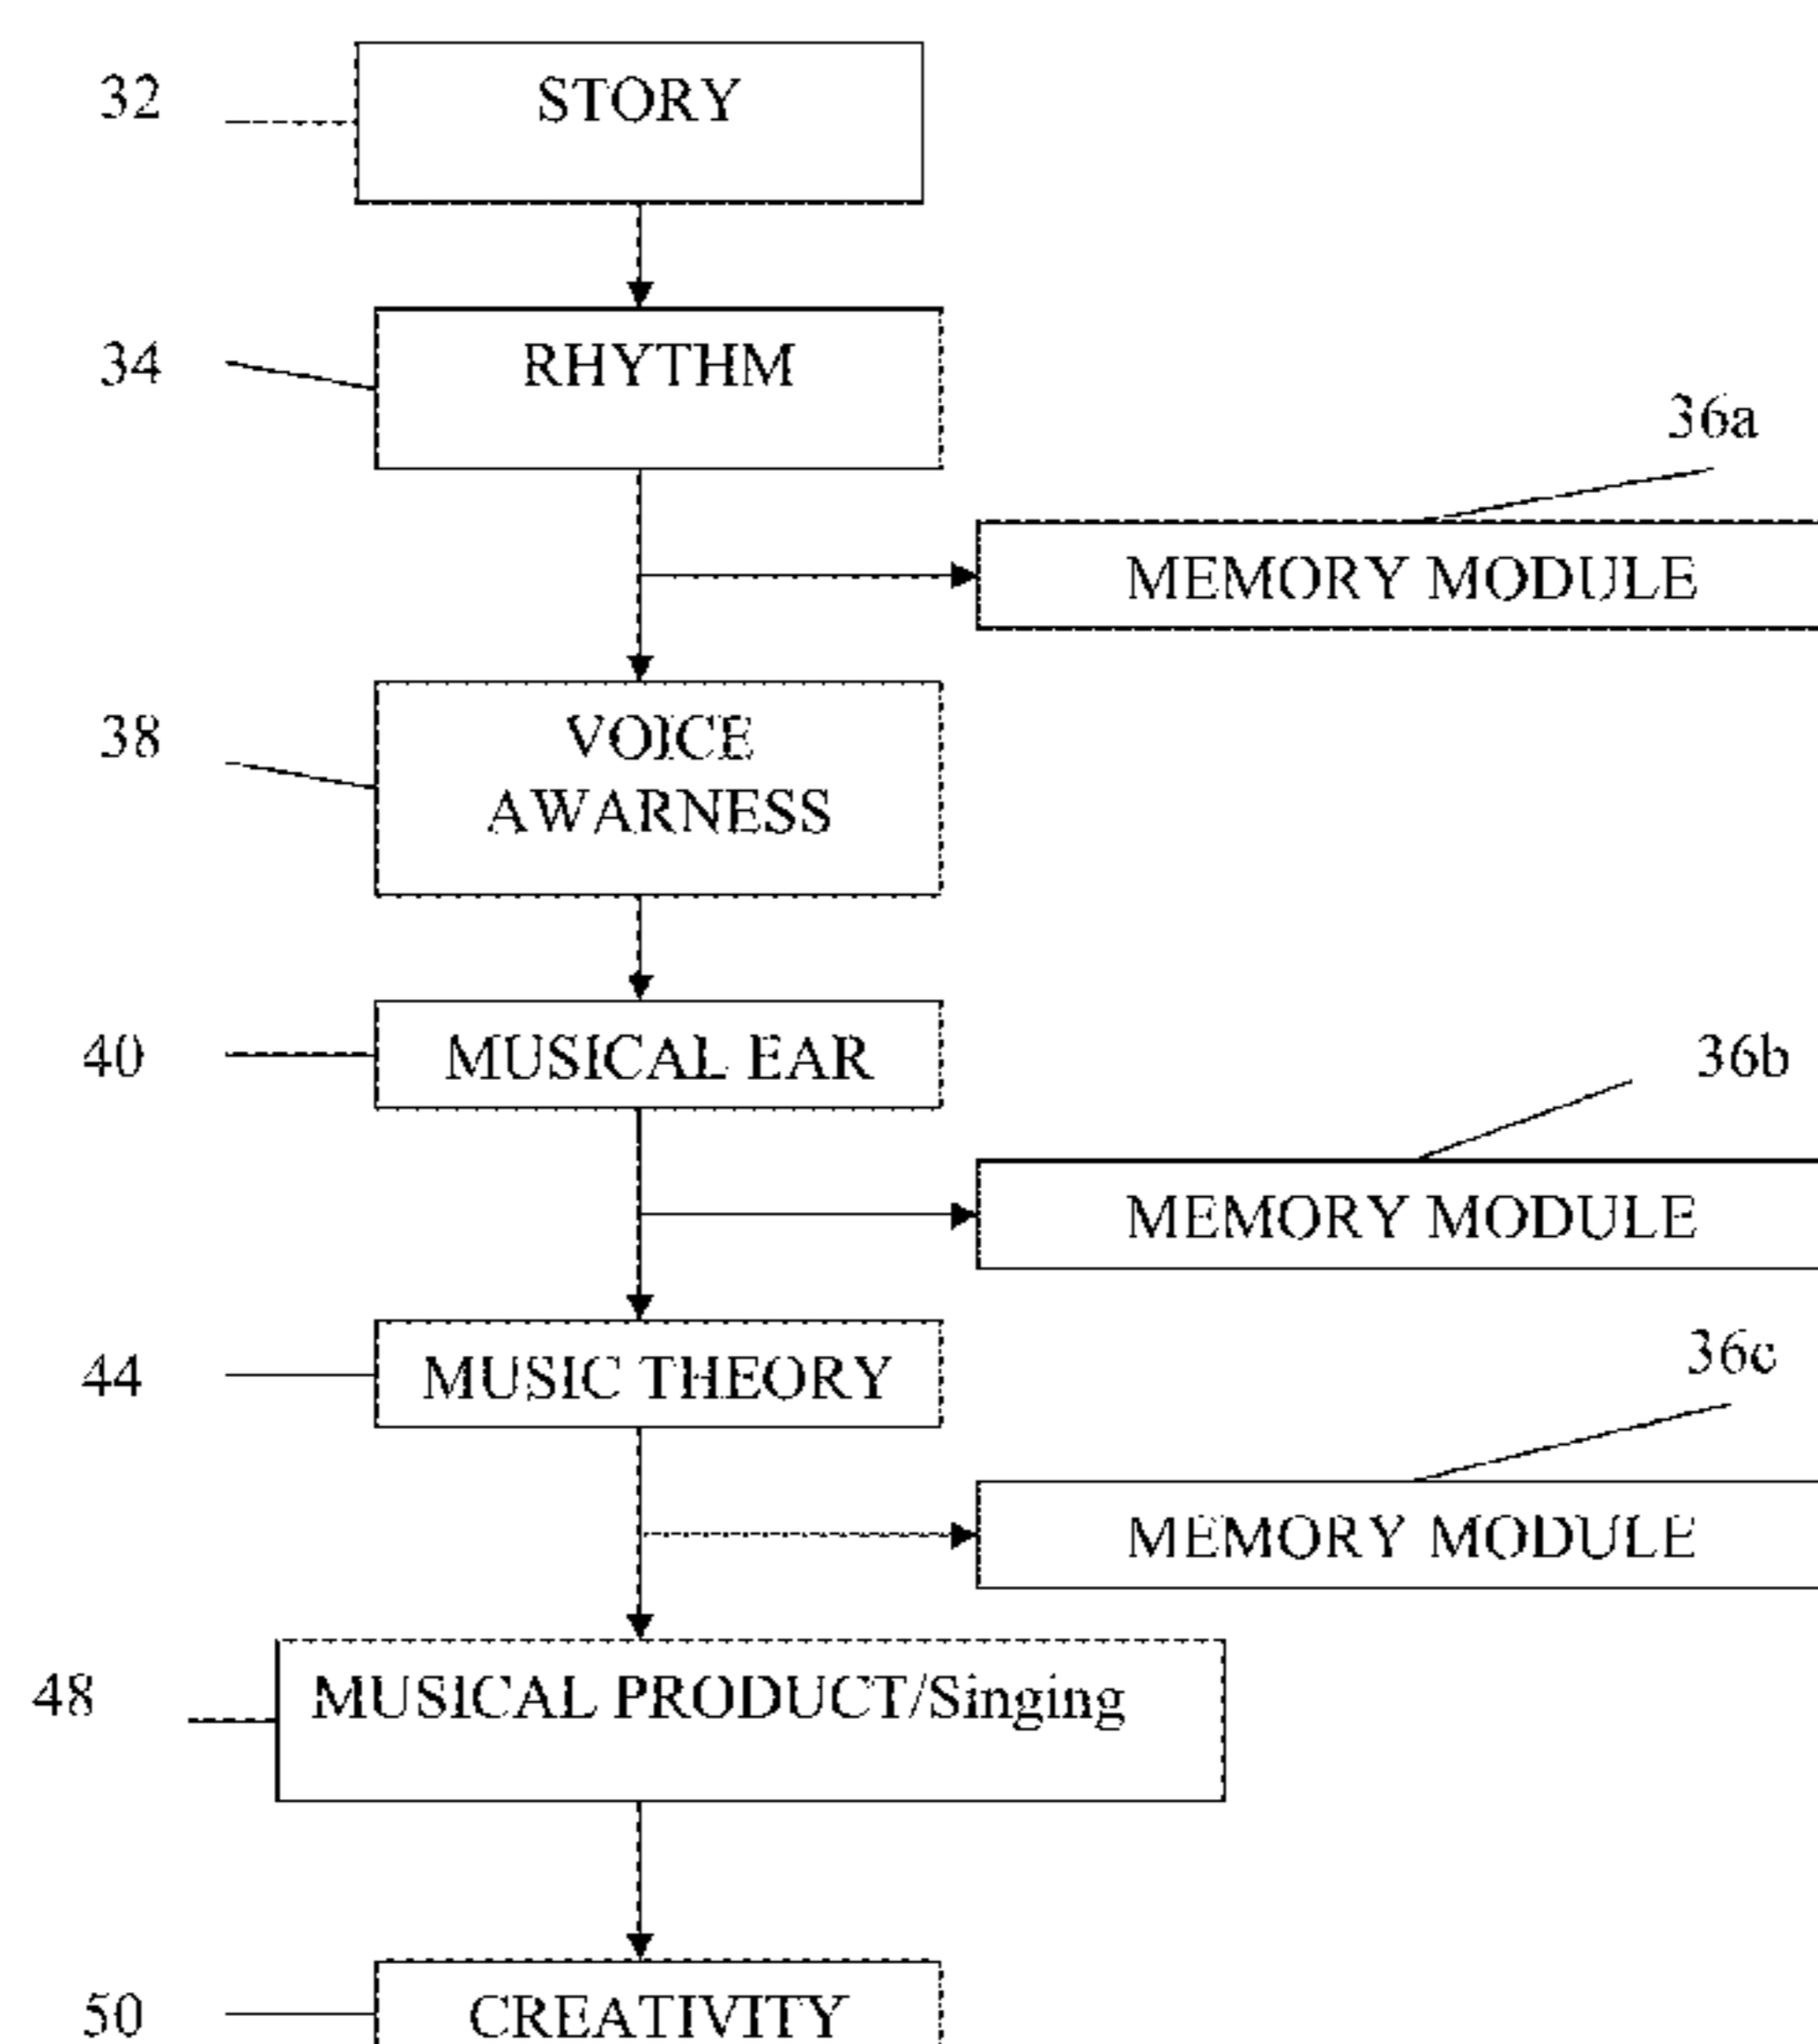 32
STORY
34
RHYTHM
36a
MEMORY MODULE
38
VOICE
AWARNESS
40
MUSICAL EAR
36b
MEMORY MODULE
44
MUSIC THEORY
36c
MEMORY MODULE
48
MUSICAL PRODUCT/Singing
50
CREATIVITY